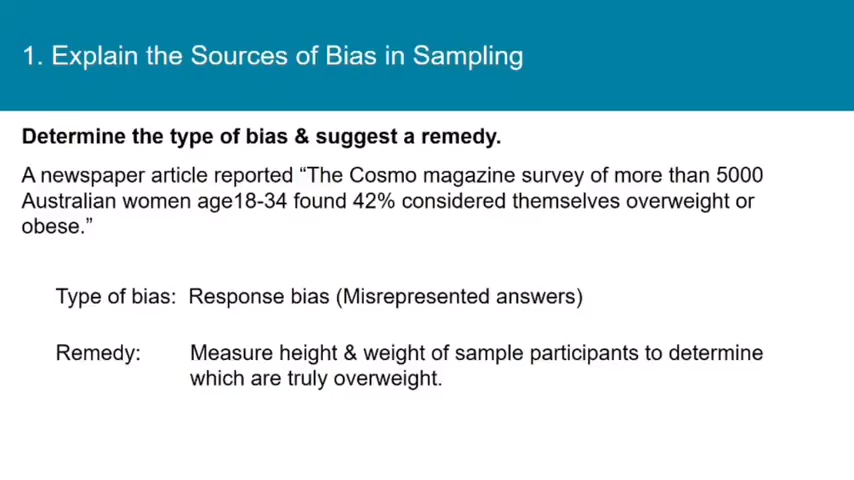 1. Explain the Sources of Bias in Sampling
Determine the type of bias & suggest a remedy.
A newspaper article reported “The Cosmo magazine survey of more than 5000
Australian women age18-34 found 42% considered themselves overweight or
obese.”
Type of bias: Response bias (Misrepresented answers)
Remedy: Measure height & weight of sample participants to determine
which are truly overweight.